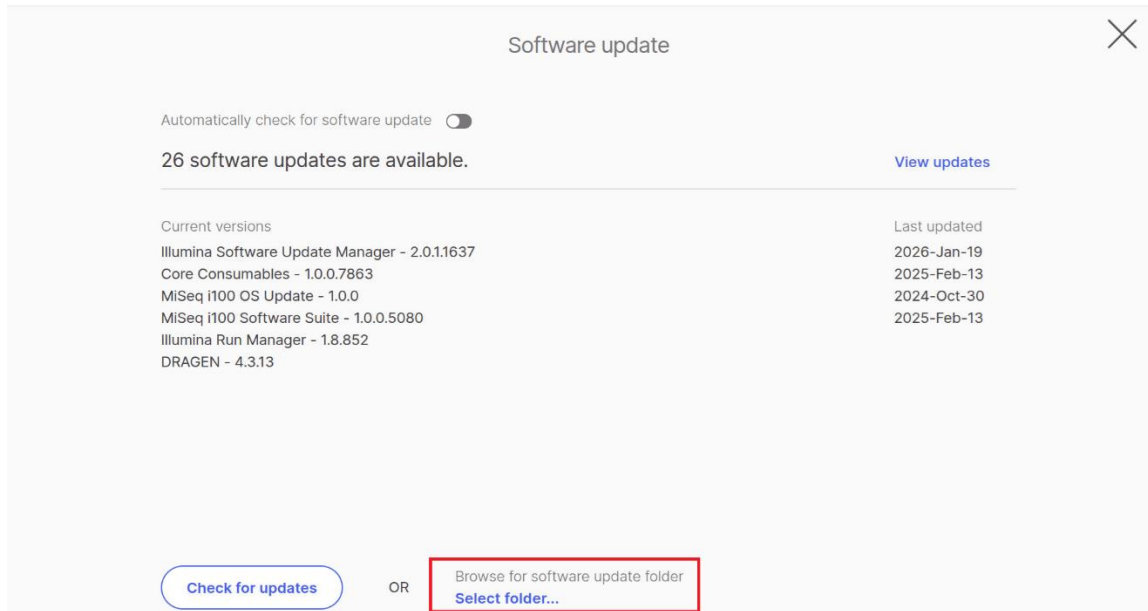 Software update
Automatically check for software update
26 software updates are available.
View updates
Current versions
Last updated
Illumina Software Update Manager - 2.0.1.1637
2026-Jan-19
Core Consumables - 1.0.0.7863
2025-Feb-13
MiSeq i100 OS Update - 1.0.0
2024-Oct-30
MiSeq i100 Software Suite - 1.0.0.5080
2025-Feb-13
Illumina Run Manager - 1.8.852
DRAGEN - 4.3.13
Check for updates
OR
Browse for software update folder
Select folder...